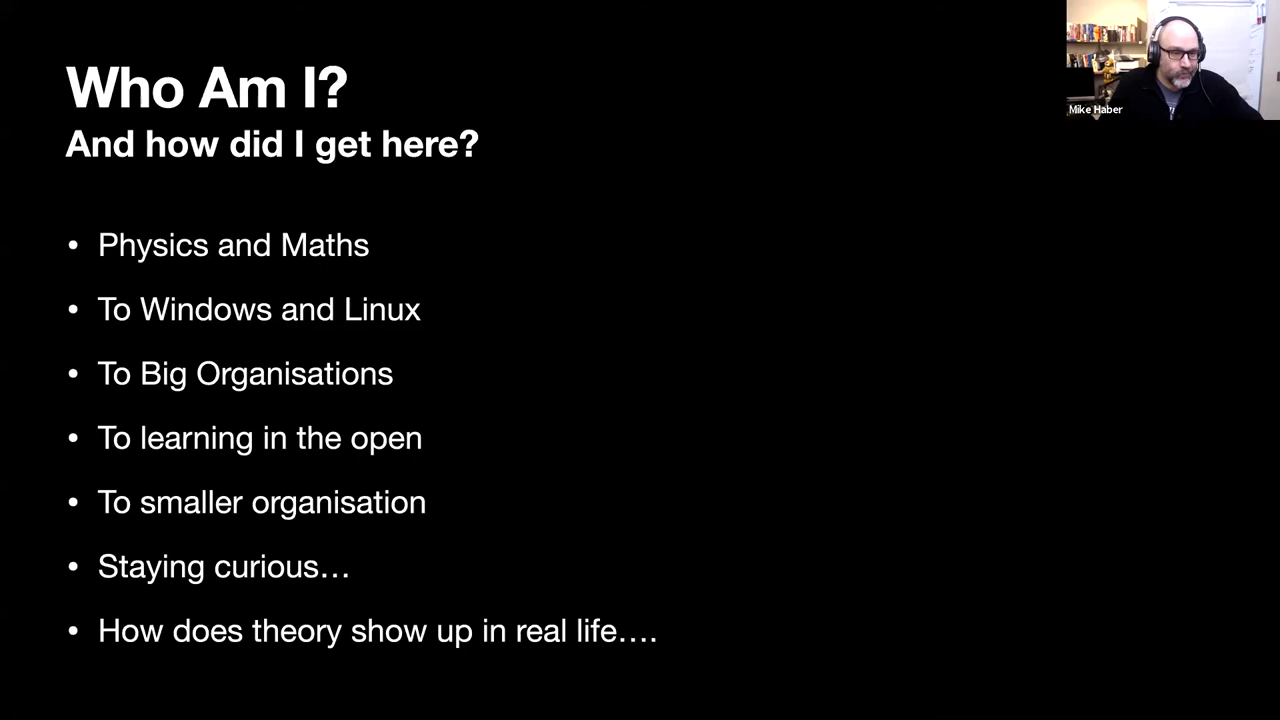 Who Am I?
And how did I get here?
• Physics and Maths
• To Windows and Linux
• To Big Organisations
• To learning in the open
• To smaller organisation
• Staying curious…
• How does theory show up in real life….
Mike Haber